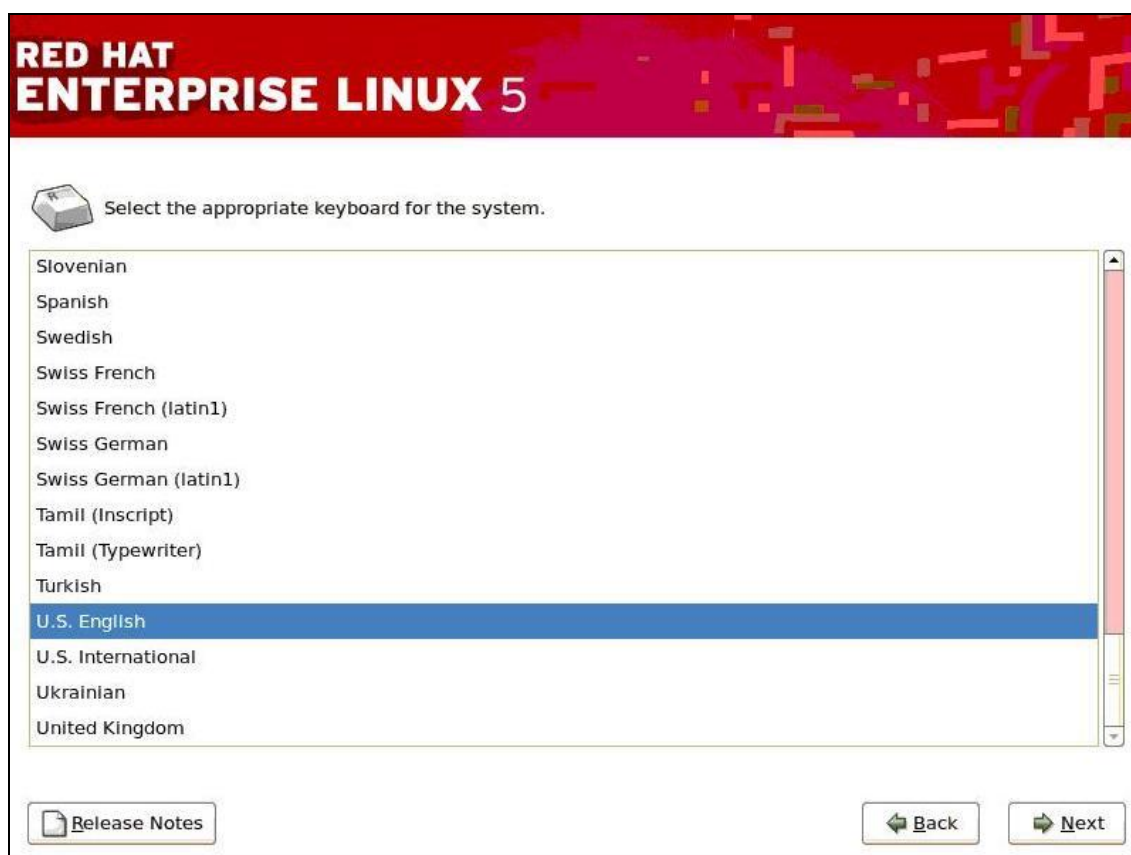 RED HAT
ENTERPRISE LINUX 5
Select the appropriate keyboard for the system.
Slovenian
Spanish
Swedish
Swiss French
Swiss French (latin1)
Swiss German
Swiss German (latin1)
Tamil (Inscript)
Tamil (Typewriter)
Turkish
U.S. English
U.S. International
Ukrainian
United Kingdom
Release Notes
Back
Next